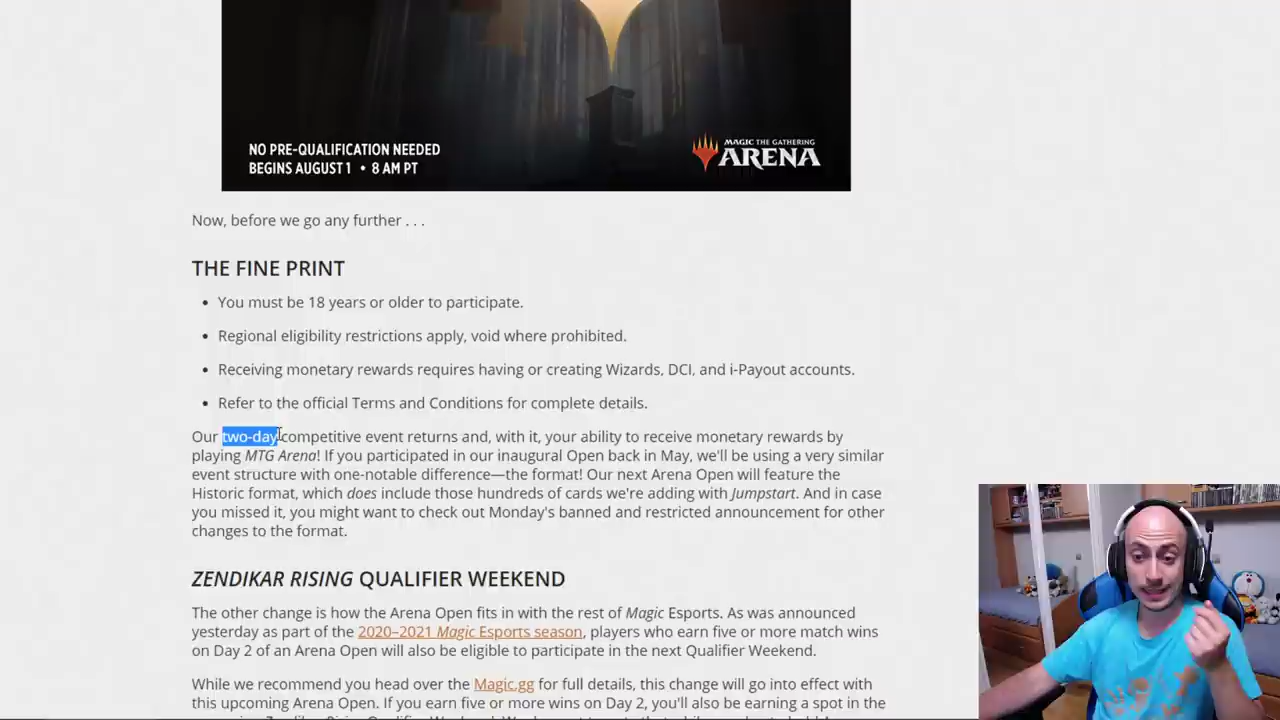 NO PRE-QUALIFICATION NEEDED
BEGINS AUGUST 1 • 8 AM PT
MAGIC THE GATHERING
ARENA
Now, before we go any further . . .
THE FINE PRINT
• You must be 18 years or older to participate.
• Regional eligibility restrictions apply, void where prohibited.
• Receiving monetary rewards requires having or creating Wizards, DCI, and i-Payout accounts.
• Refer to the official Terms and Conditions for complete details.
Our two-day competitive event returns and, with it, your ability to receive monetary rewards by
playing MTG Arena! If you participated in our inaugural Open back in May, we'll be using a very similar
event structure with one-notable difference—the format! Our next Arena Open will feature the
Historic format, which does include those hundreds of cards we're adding with Jumpstart. And in case
you missed it, you might want to check out Monday's banned and restricted announcement for other
changes to the format.
ZENDIKAR RISING QUALIFIER WEEKEND
The other change is how the Arena Open fits in with the rest of Magic Esports. As was announced
yesterday as part of the 2020–2021 Magic Esports season, players who earn five or more match wins
on Day 2 of an Arena Open will also be eligible to participate in the next Qualifier Weekend.
While we recommend you head over the Magic.gg for full details, this change will go into effect with
this upcoming Arena Open. If you earn five or more wins on Day 2, you'll also be earning a spot in the